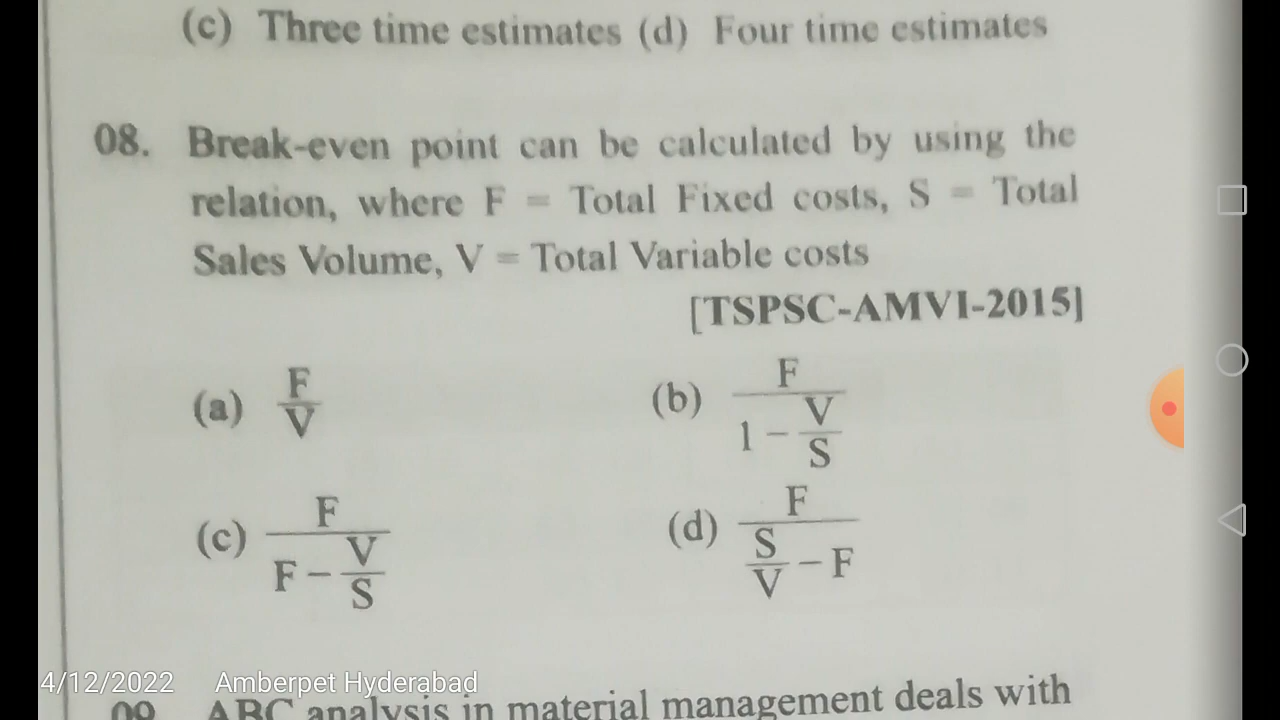 (c) Three time estimates (d) Four time estimates
08. Break-even point can be calculated by using the
relation, where F = Total Fixed costs, S = Total
Sales Volume, V = Total Variable costs
[TSPSC-AMVI-2015]
(a) F/V (b) F/(1 - V/S)
(c) F/(F - V/S) (d) F/(S/V - F)
4/12/2022 Amberpet Hyderabad
09. ABC analysis in material management deals with